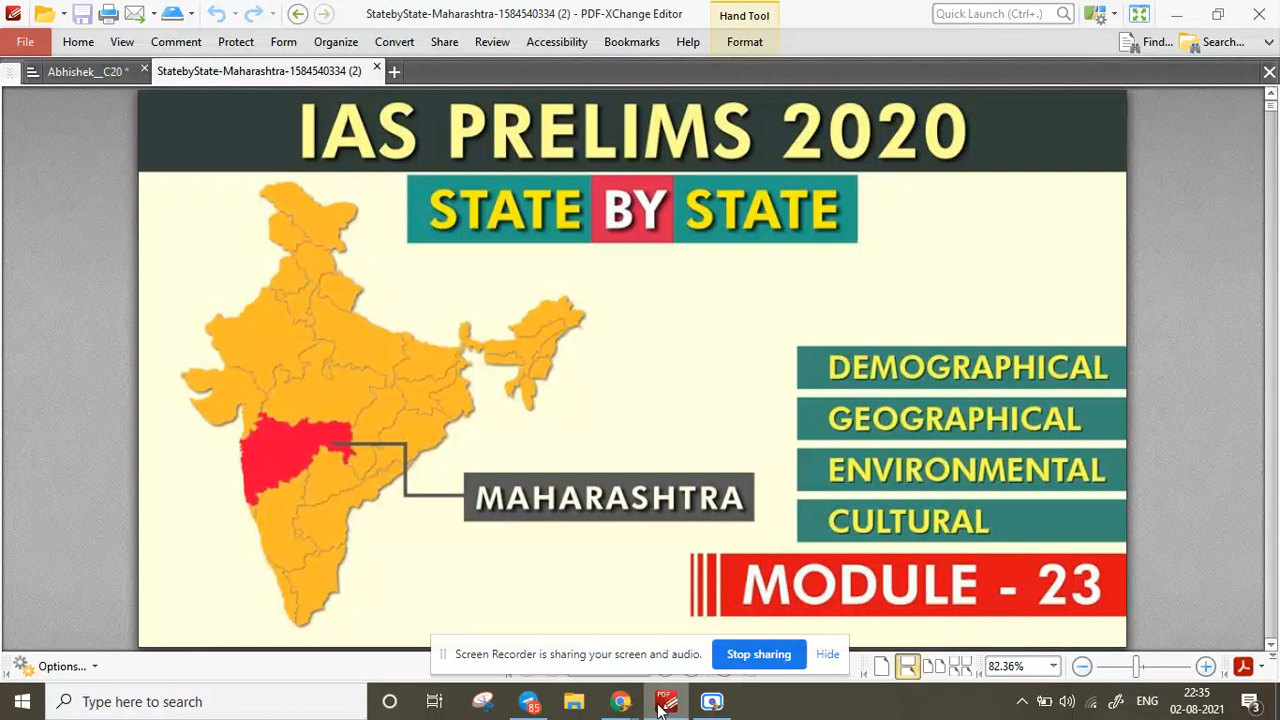 StatebyState-Maharashtra-1584540334 (2) - PDF-XChange Editor
Hand Tool
Quick Launch (Ctrl+.)
File
Home
View
Comment
Protect
Form
Organize
Convert
Share
Review
Accessibility
Bookmarks
Help
Format
Find...
Search...
Abhishek__C20 *
StatebyState-Maharashtra-1584540334 (2)
IAS PRELIMS 2020
STATE BY STATE
DEMOGRAPHICAL
GEOGRAPHICAL
ENVIRONMENTAL
CULTURAL
MAHARASHTRA
MODULE - 23
Screen Recorder is sharing your screen and audio.
Stop sharing
Hide
Options...
82.36%
Type here to search
85
PDF
ENG
22:35
02-08-2021
3